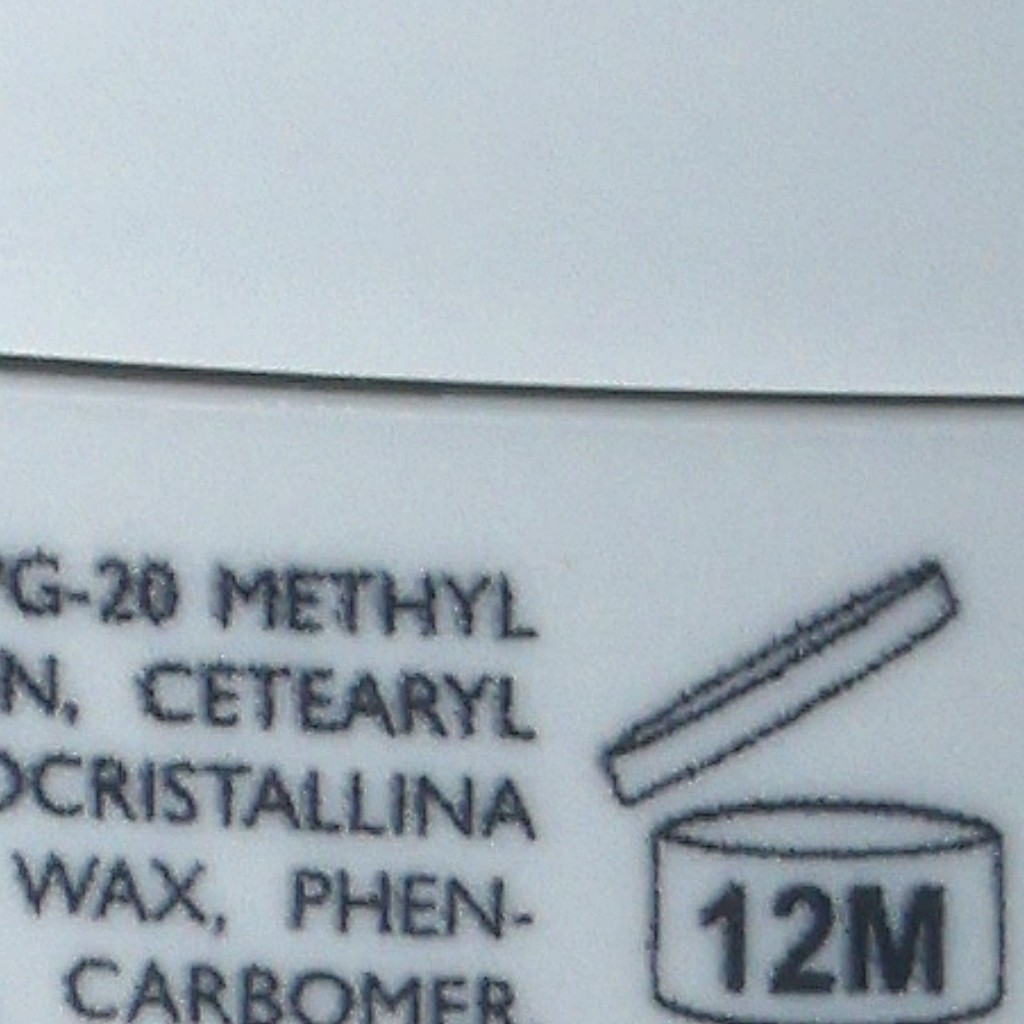 PG-20 METHYL
N, CETEARYL
OCRISTALLINA
WAX, PHEN-
CARBOMER,
12M